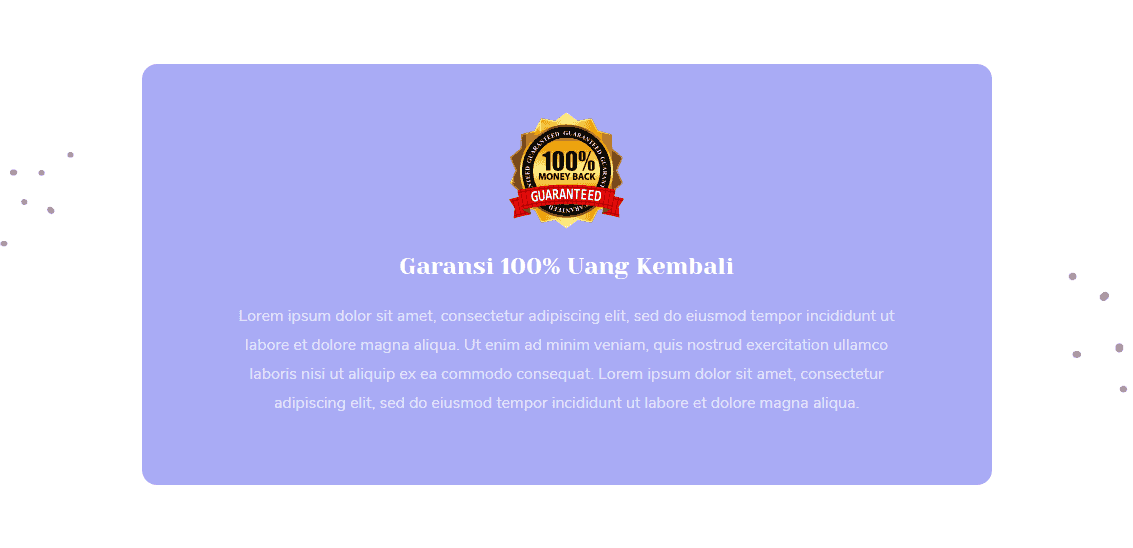 GUARANTEED GUARANTEED GUARANTEED
100%
MONEY BACK
GUARANTEED
Garansi 100% Uang Kembali
Lorem ipsum dolor sit amet, consectetur adipiscing elit, sed do eiusmod tempor incididunt ut
labore et dolore magna aliqua. Ut enim ad minim veniam, quis nostrud exercitation ullamco
laboris nisi ut aliquip ex ea commodo consequat. Lorem ipsum dolor sit amet, consectetur
adipiscing elit, sed do eiusmod tempor incididunt ut labore et dolore magna aliqua.